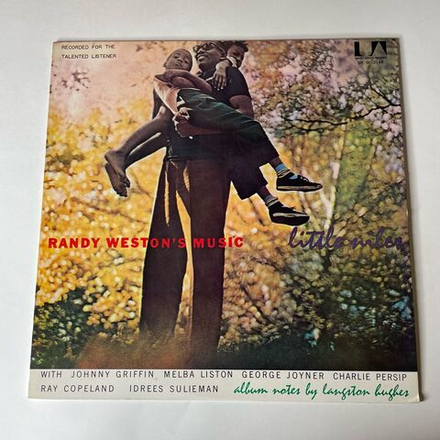 RECORDED FOR THE
TALENTED LISTENER
UA
RANDY WESTON'S MUSIC little niles
WITH JOHNNY GRIFFIN MELBA LISTON GEORGE JOYNER CHARLIE PERSIP
RAY COPELAND IDREES SULIEMAN album notes by langston hughes